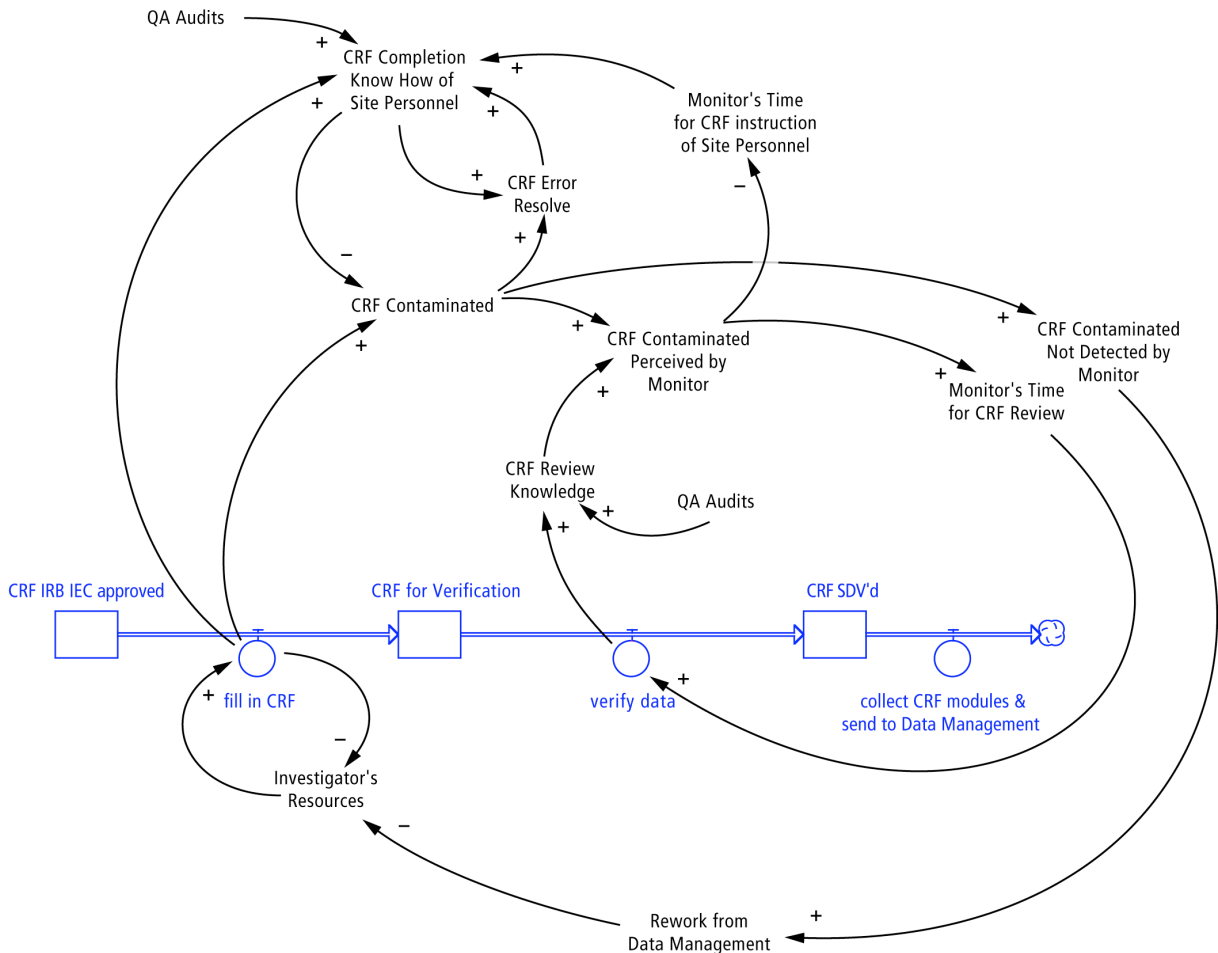 QA Audits
+
CRF Completion
Know How of
Site Personnel
+
+
+
Monitor's Time
for CRF instruction
of Site Personnel
+
+
CRF Error
Resolve
−
+
−
CRF Contaminated
+
+
+
CRF Contaminated
Perceived by
Monitor
+
CRF Contaminated
Not Detected by
Monitor
+
Monitor's Time
for CRF Review
+
CRF Review
Knowledge
QA Audits
+
+
CRF IRB IEC approved
CRF for Verification
CRF SDV'd
+
fill in CRF
+
verify data
collect CRF modules &
send to Data Management
−
Investigator's
Resources
−
+
Rework from
Data Management